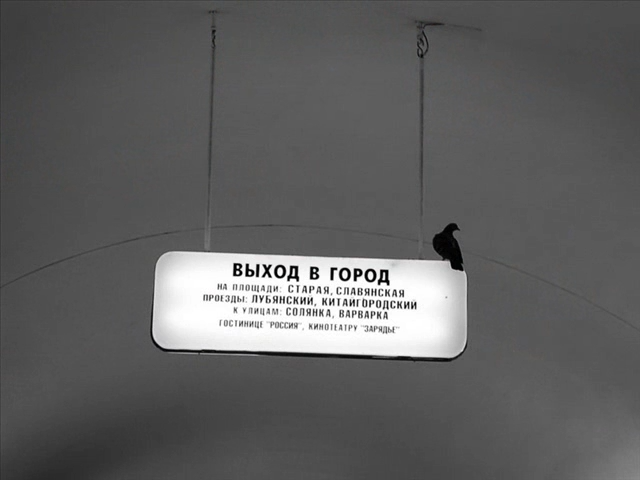 ВЫХОД В ГОРОД
НА ПЛОЩАДИ: СТАРАЯ, СЛАВЯНСКАЯ
ПРОЕЗДЫ: ЛУБЯНСКИЙ, КИТАЙГОРОДСКИЙ
К УЛИЦАМ: СОЛЯНКА, ВАРВАРКА
ГОСТИНИЦЕ "РОССИЯ", КИНОТЕАТРУ "ЗАРЯДЬЕ"